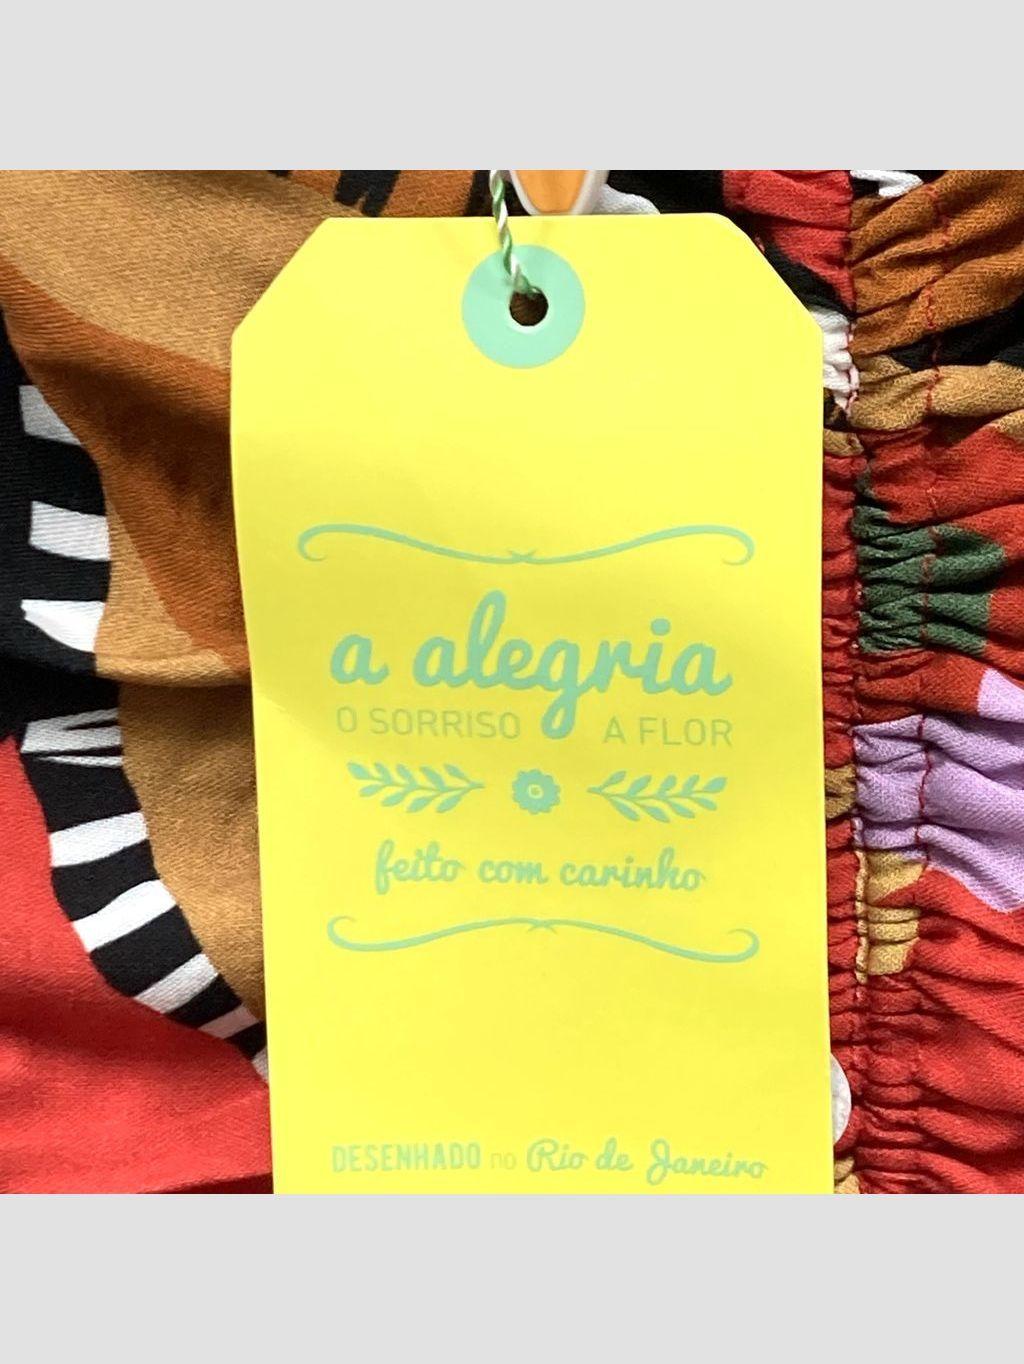 a alegria
O SORRISO A FLOR
feito com carinho
DESENHADO no Rio de Janeiro